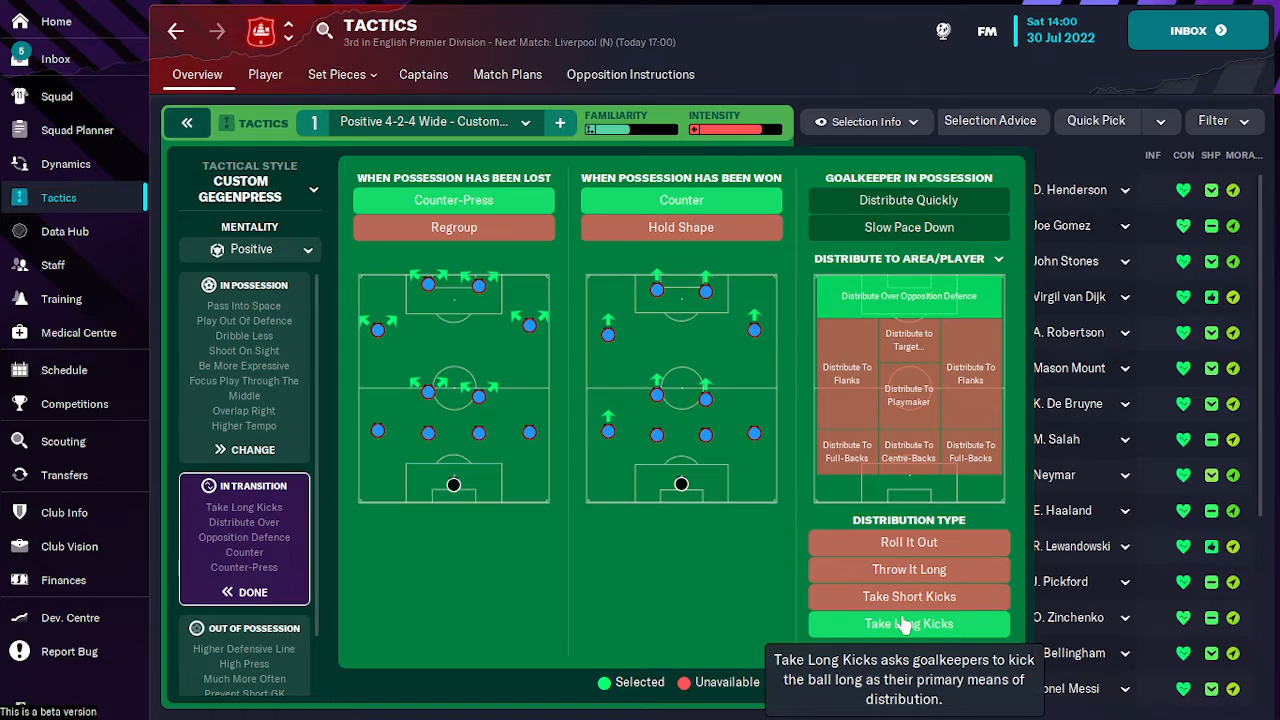 Home
TACTICS
3rd in English Premier Division - Next Match: Liverpool (N) (Today 17:00)
FM
Sat 14:00
30 Jul 2022
INBOX
5
Inbox
Squad
Squad Planner
Dynamics
Tactics
Data Hub
Staff
Training
Medical Centre
Schedule
Competitions
Scouting
Transfers
Club Info
Club Vision
Finances
Dev. Centre
Report Bug
This is a beta version
Overview
Player
Set Pieces
Captains
Match Plans
Opposition Instructions
TACTICS
1
Positive 4-2-4 Wide - Custom...
FAMILIARITY
INTENSITY
Selection Info
Selection Advice
Quick Pick
Filter
TACTICAL STYLE
CUSTOM
GEGENPRESS
MENTALITY
Positive
IN POSSESSION
Pass Into Space
Play Out Of Defence
Dribble Less
Shoot On Sight
Be More Expressive
Focus Play Through The
Middle
Overlap Right
Higher Tempo
CHANGE
IN TRANSITION
Take Long Kicks
Distribute Over
Opposition Defence
Counter
Counter-Press
DONE
OUT OF POSSESSION
Higher Defensive Line
High Press
Much More Often
Prevent Short GK
WHEN POSSESSION HAS BEEN LOST
Counter-Press
Regroup
WHEN POSSESSION HAS BEEN WON
Counter
Hold Shape
GOALKEEPER IN POSSESSION
Distribute Quickly
Slow Pace Down
DISTRIBUTE TO AREA/PLAYER
Distribute Over Opposition Defence
Distribute to
Target...
Distribute To
Flanks
Distribute To
Playmaker
Distribute To
Flanks
Distribute To
Full-Backs
Distribute To
Centre-Backs
Distribute To
Full-Backs
DISTRIBUTION TYPE
Roll It Out
Throw It Long
Take Short Kicks
Take Long Kicks
Selected
Unavailable
Take Long Kicks asks goalkeepers to kick
the ball long as their primary means of
distribution.
INF CON SHP MORA...
D. Henderson
Joe Gomez
John Stones
Virgil van Dijk
A. Robertson
Mason Mount
K. De Bruyne
M. Salah
Neymar
E. Haaland
R. Lewandowski
J. Pickford
O. Zinchenko
Bellingham
onel Messi